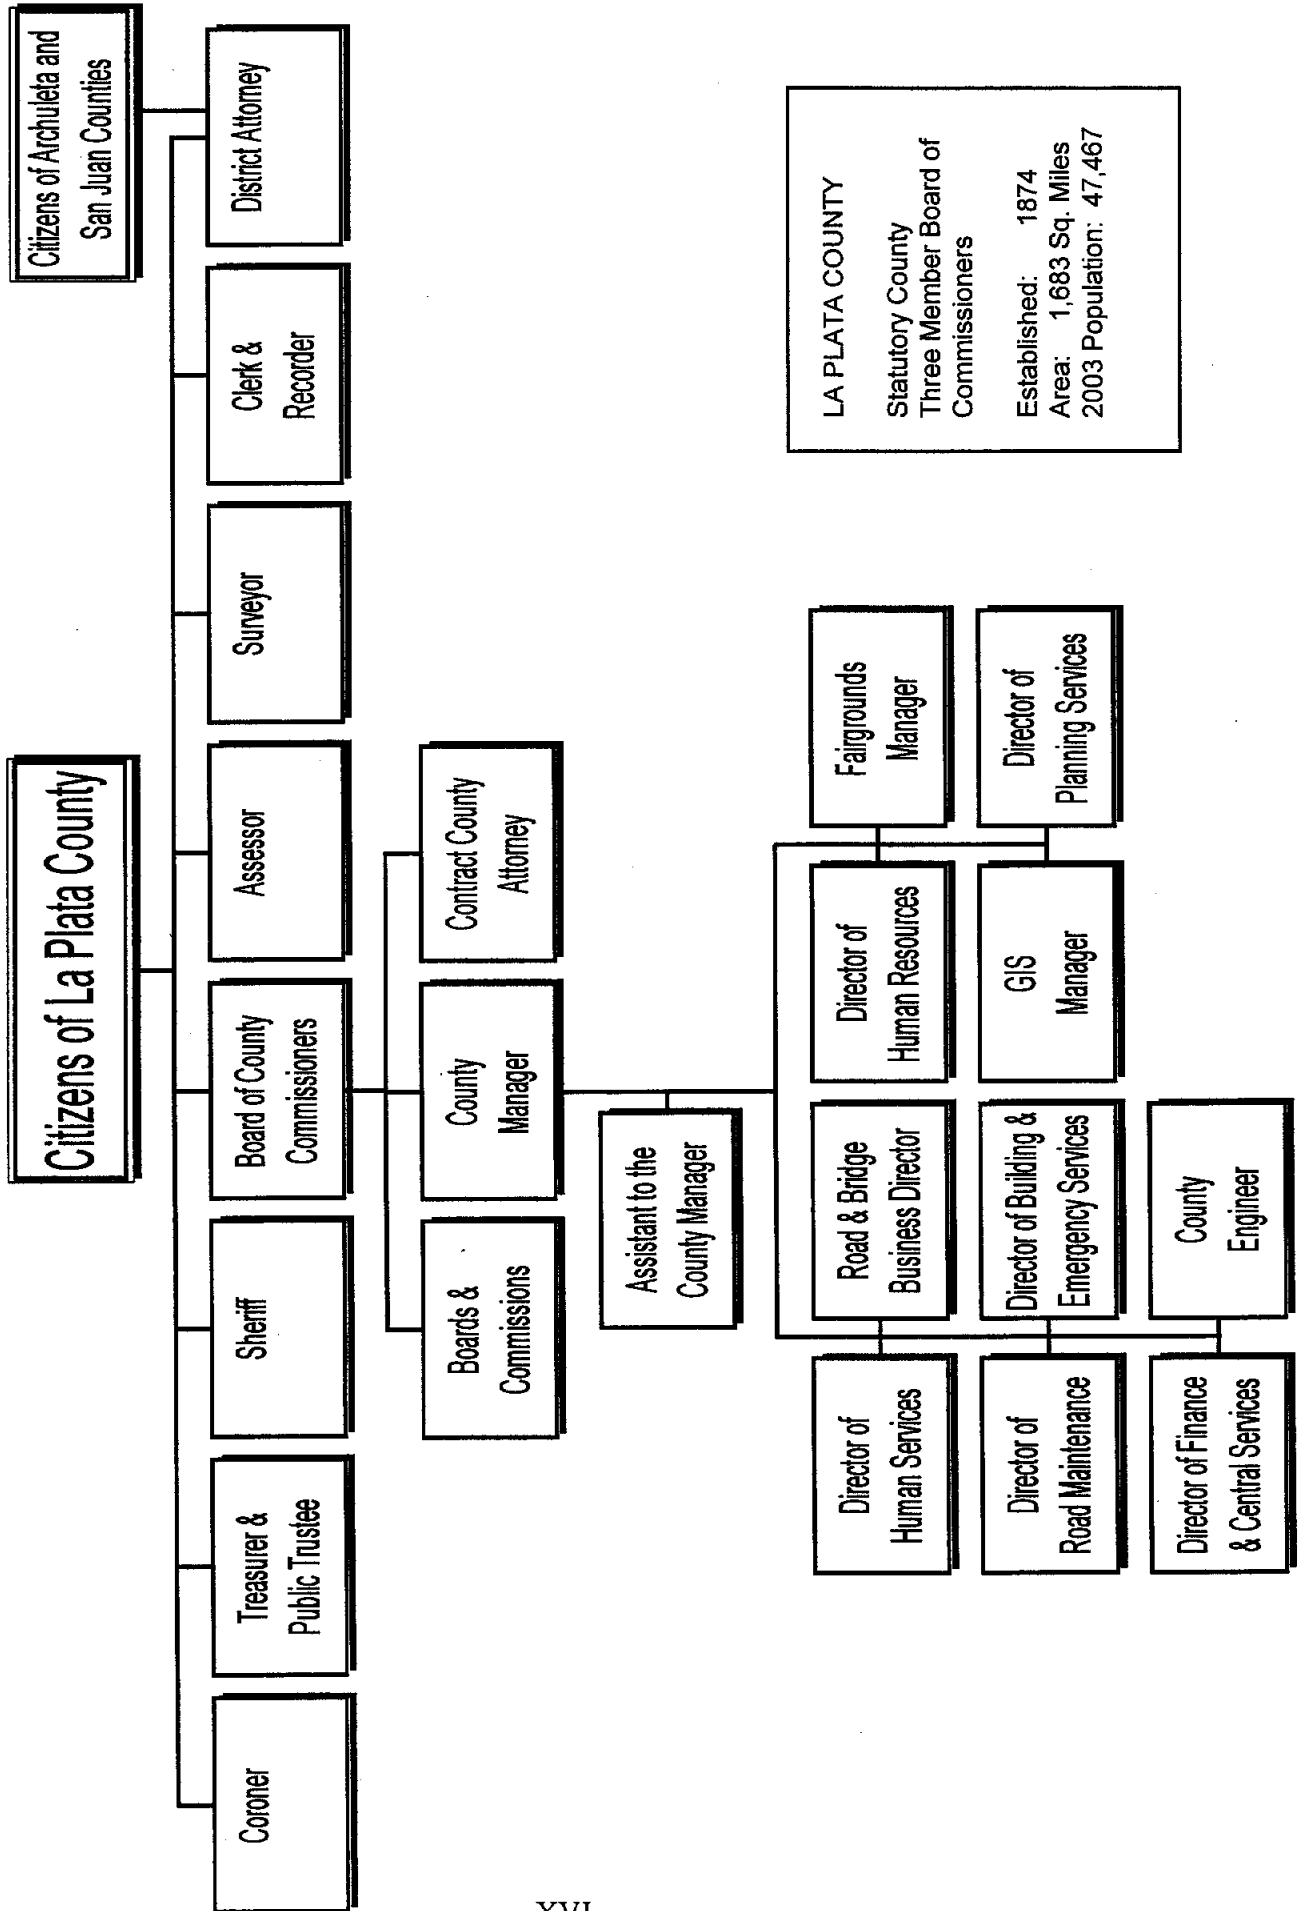 Citizens of La Plata County
Citizens of Archuleta and
San Juan Counties
Coroner
Treasurer &
Public Trustee
Sheriff
Board of County
Commissioners
Assessor
Surveyor
Clerk &
Recorder
District Attorney
Boards &
Commissions
County
Manager
Contract County
Attorney
Assistant to the
County Manager
Director of
Human Services
Road & Bridge
Business Director
Director of
Human Resources
Fairgrounds
Manager
Director of
Road Maintenance
Director of Building &
Emergency Services
GIS
Manager
Director of
Planning Services
Director of Finance
& Central Services
County
Engineer
LA PLATA COUNTY
Statutory County
Three Member Board of
Commissioners
Established: 1874
Area: 1,683 Sq. Miles
2003 Population: 47,467
XVI